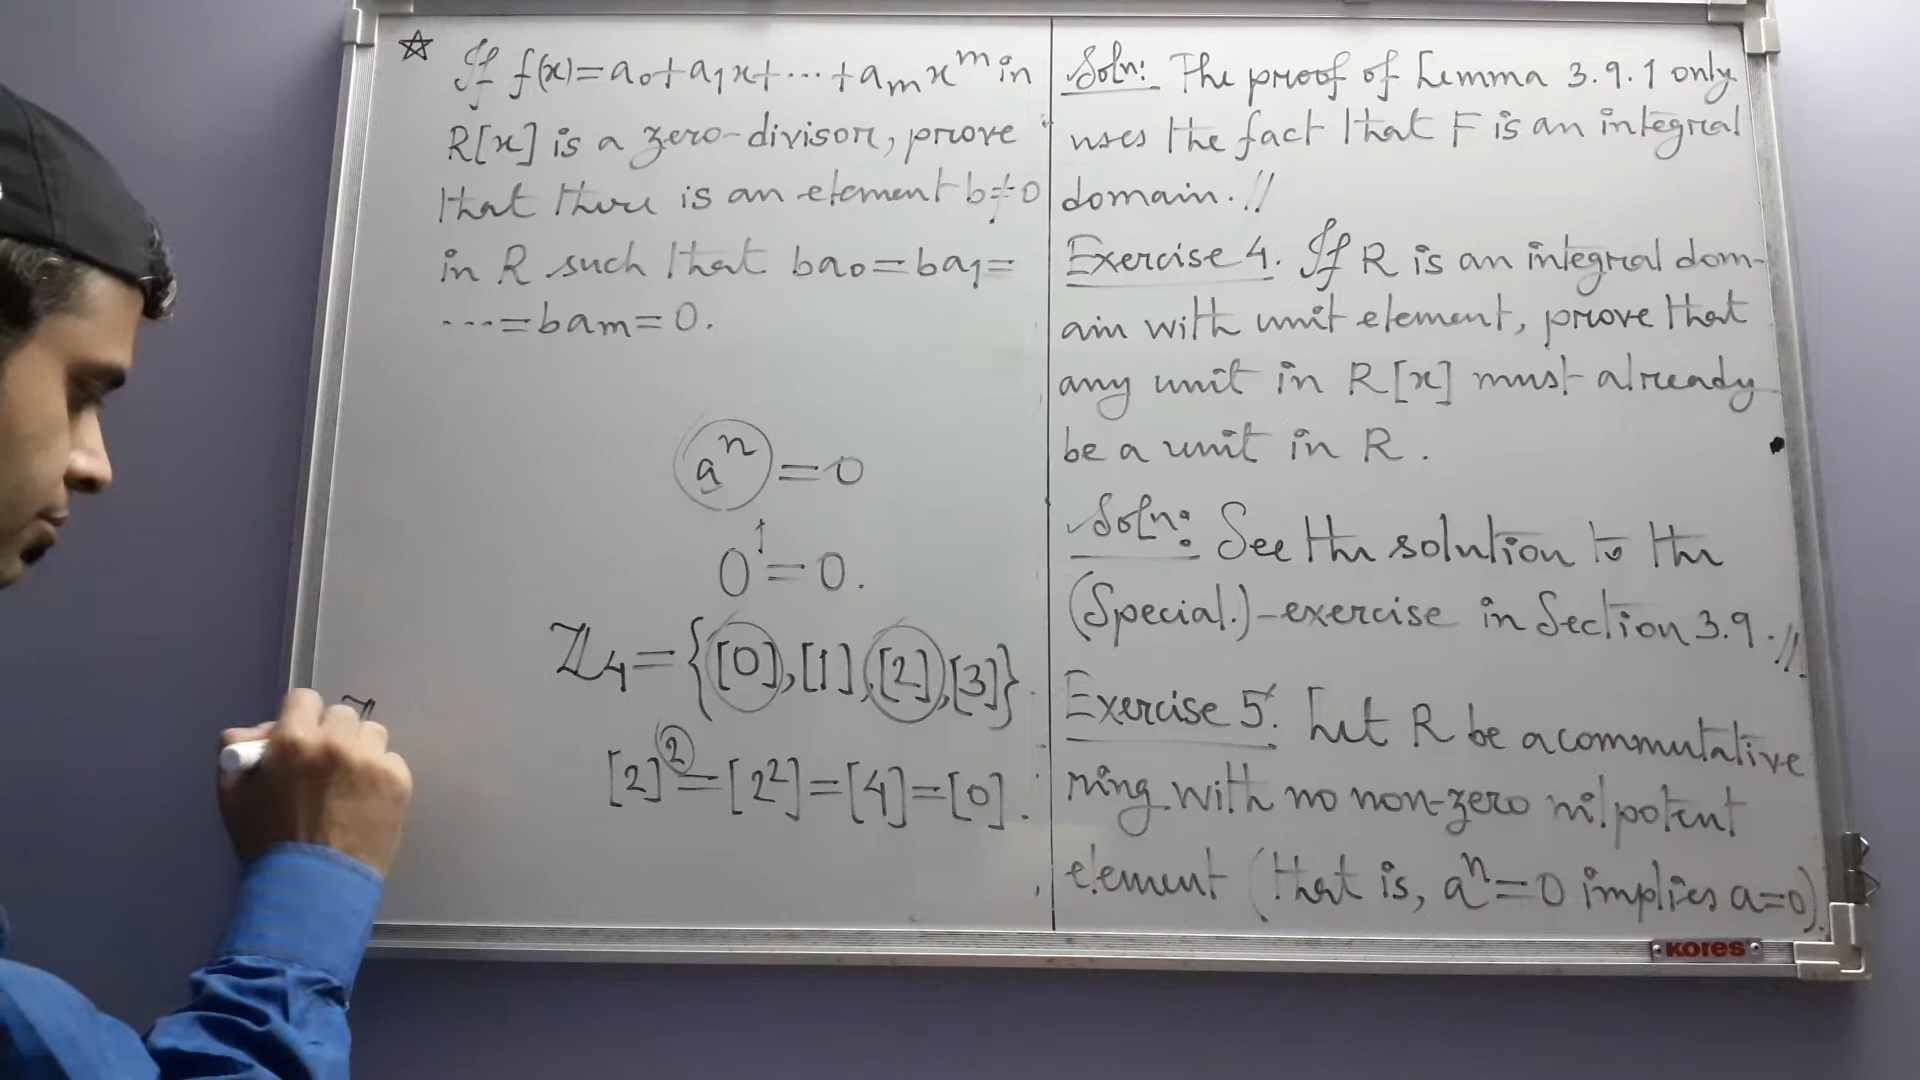 ☆ If f(x)=a₀+a₁x+⋯+aₘxᵐ in
R[x] is a zero-divisor, prove
that there is an element b≠0
in R such that ba₀=ba₁=
⋯=baₘ=0.
aⁿ=0
0¹=0.
ℤ₄={[0],[1],[2],[3]}.
[2]²=[2²]=[4]=[0].
Soln: The proof of Lemma 3.9.1 only
uses the fact that F is an integral
domain.//
Exercise 4. If R is an integral dom-
ain with unit element, prove that
any unit in R[x] must already
be a unit in R.
Soln: See the solution to the
(Special.)-exercise in Section 3.9.//
Exercise 5. Let R be a commutative
ring with no non-zero nilpotent
element (that is, aⁿ=0 implies a=0).
KORES